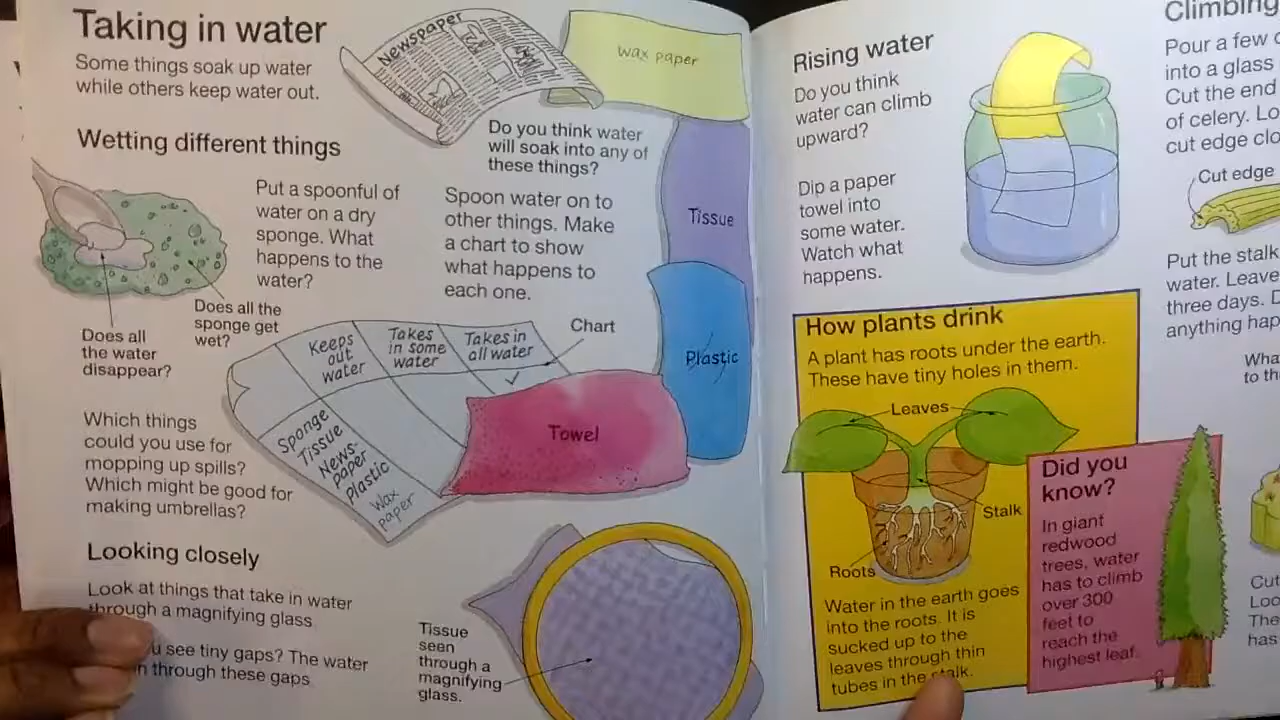 Taking in water
Some things soak up water
while others keep water out.
Newspaper
wax paper
Tissue
Plastic
Towel
Do you think water
will soak into any of
these things?
Wetting different things
Put a spoonful of
water on a dry
sponge. What
happens to the
water?
Does all
the water
disappear?
Does all the
sponge get
wet?
Spoon water on to
other things. Make
a chart to show
what happens to
each one.
Chart
Keeps
out
water
Takes
in some
water
Takes in
all water
Sponge
Tissue
News-
paper
Plastic
Wax
paper
Which things
could you use for
mopping up spills?
Which might be good for
making umbrellas?
Looking closely
Look at things that take in water
through a magnifying glass
see tiny gaps? The water
through these gaps
Tissue
seen
through a
magnifying
glass.
Rising water
Do you think
water can climb
upward?
Dip a paper
towel into
some water.
Watch what
happens.
How plants drink
A plant has roots under the earth.
These have tiny holes in them.
Leaves
Stalk
Roots
Water in the earth goes
into the roots. It is
sucked up to the
leaves through thin
tubes in the stalk.
Did you
know?
In giant
redwood
trees, water
has to climb
over 300
feet to
reach the
highest leaf.
Climbing
Pour a few
into a glass
Cut the end
of celery.
cut edge
Cut edge
Put the stalk
water. Leave
three days.
anything
to
Cut
has